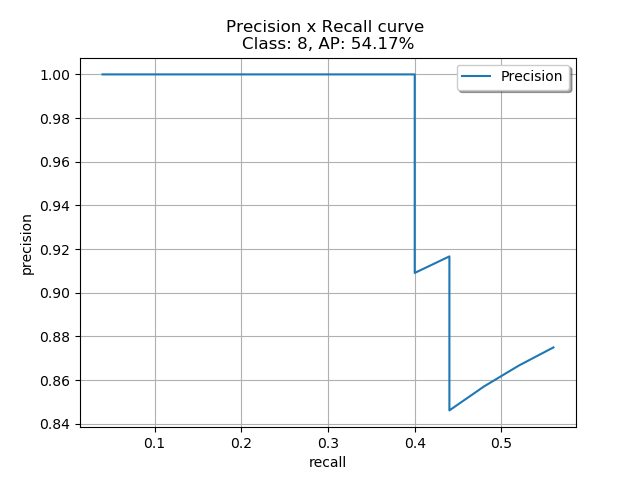 Precision x Recall curve
Class: 8, AP: 54.17%
Precision
1.00
0.98
0.96
0.94
0.92
0.90
0.88
0.86
0.84
precision
0.1
0.2
0.3
0.4
0.5
recall